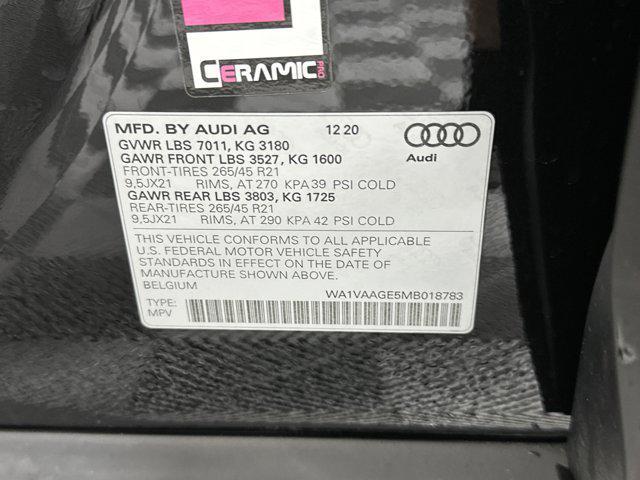 CERAMIC PRO
MFD. BY AUDI AG 12 20
GVWR LBS 7011, KG 3180
GAWR FRONT LBS 3527, KG 1600
Audi
FRONT-TIRES 265/45 R21
9,5JX21 RIMS, AT 270 KPA 39 PSI COLD
GAWR REAR LBS 3803, KG 1725
REAR-TIRES 265/45 R21
9,5JX21 RIMS, AT 290 KPA 42 PSI COLD
THIS VEHICLE CONFORMS TO ALL APPLICABLE
U.S. FEDERAL MOTOR VEHICLE SAFETY
STANDARDS IN EFFECT ON THE DATE OF
MANUFACTURE SHOWN ABOVE.
BELGIUM WA1VAAGE5MB018783
TYPE:
MPV